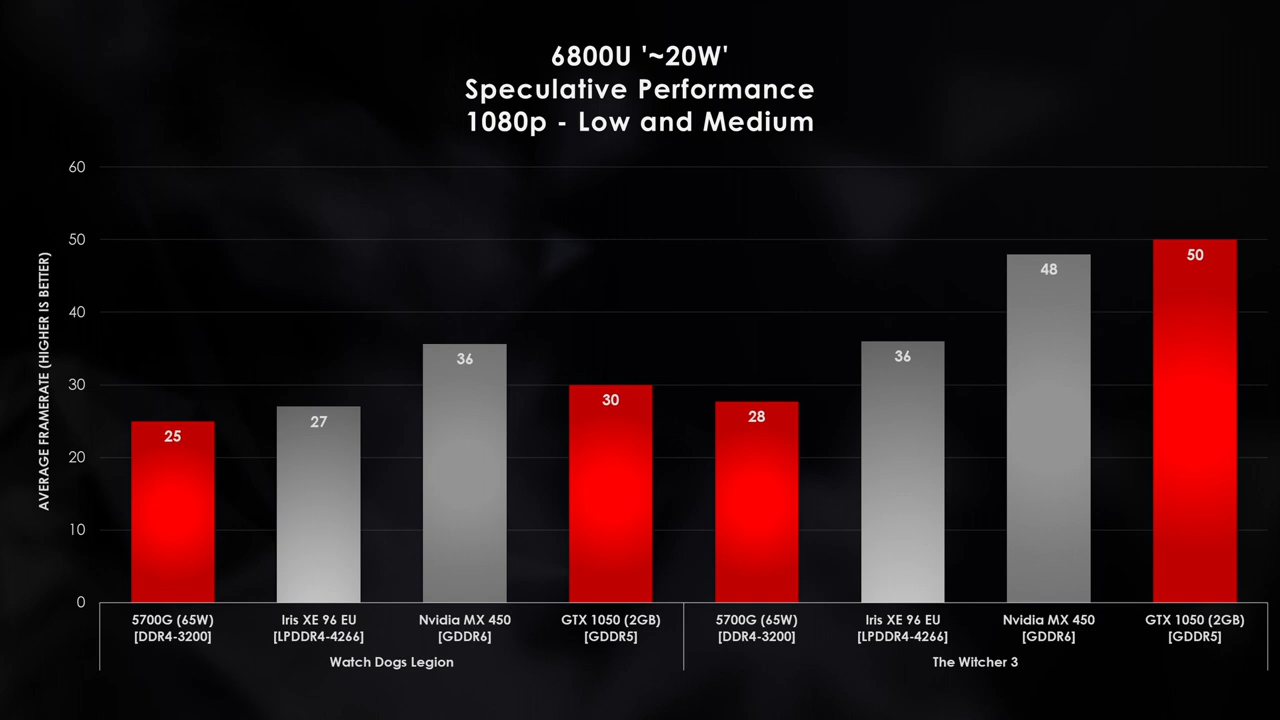 6800U '~20W'
Speculative Performance
1080p - Low and Medium
AVERAGE FRAMERATE (HIGHER IS BETTER)
60
50
40
30
20
10
0
25
27
36
30
28
36
48
50
5700G (65W)
[DDR4-3200]
Iris XE 96 EU
[LPDDR4-4266]
Nvidia MX 450
[GDDR6]
GTX 1050 (2GB)
[GDDR5]
5700G (65W)
[DDR4-3200]
Iris XE 96 EU
[LPDDR4-4266]
Nvidia MX 450
[GDDR6]
GTX 1050 (2GB)
[GDDR5]
Watch Dogs Legion
The Witcher 3